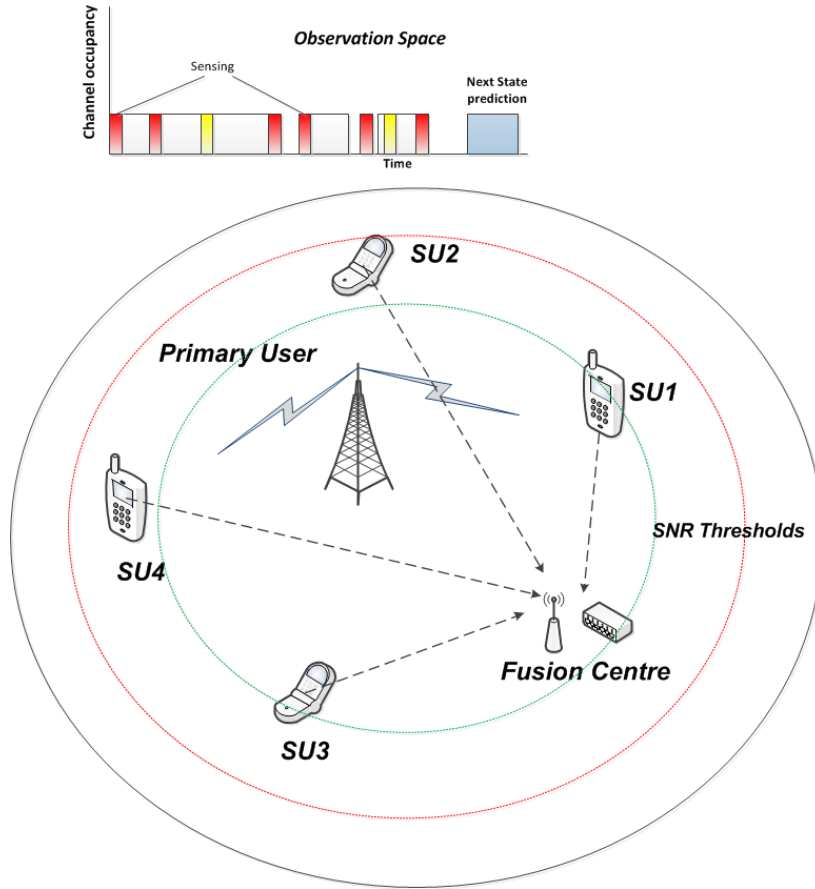 Observation Space
Channel occupancy
Sensing
Next State
prediction
Time
SU2
Primary User
SU1
SNR Thresholds
SU4
Fusion Centre
SU3